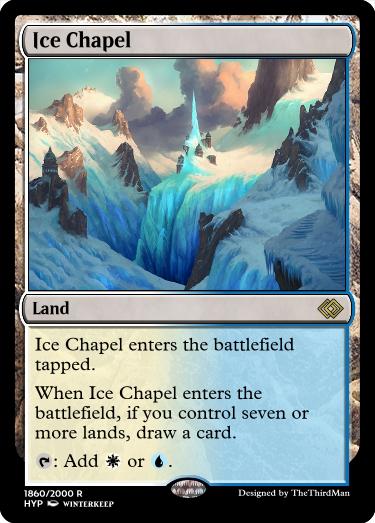 Ice Chapel
Land
Ice Chapel enters the battlefield
tapped.
When Ice Chapel enters the
battlefield, if you control seven or
more lands, draw a card.
: Add or .
1860/2000 R
HYP WINTERKEEP
Designed by TheThirdMan